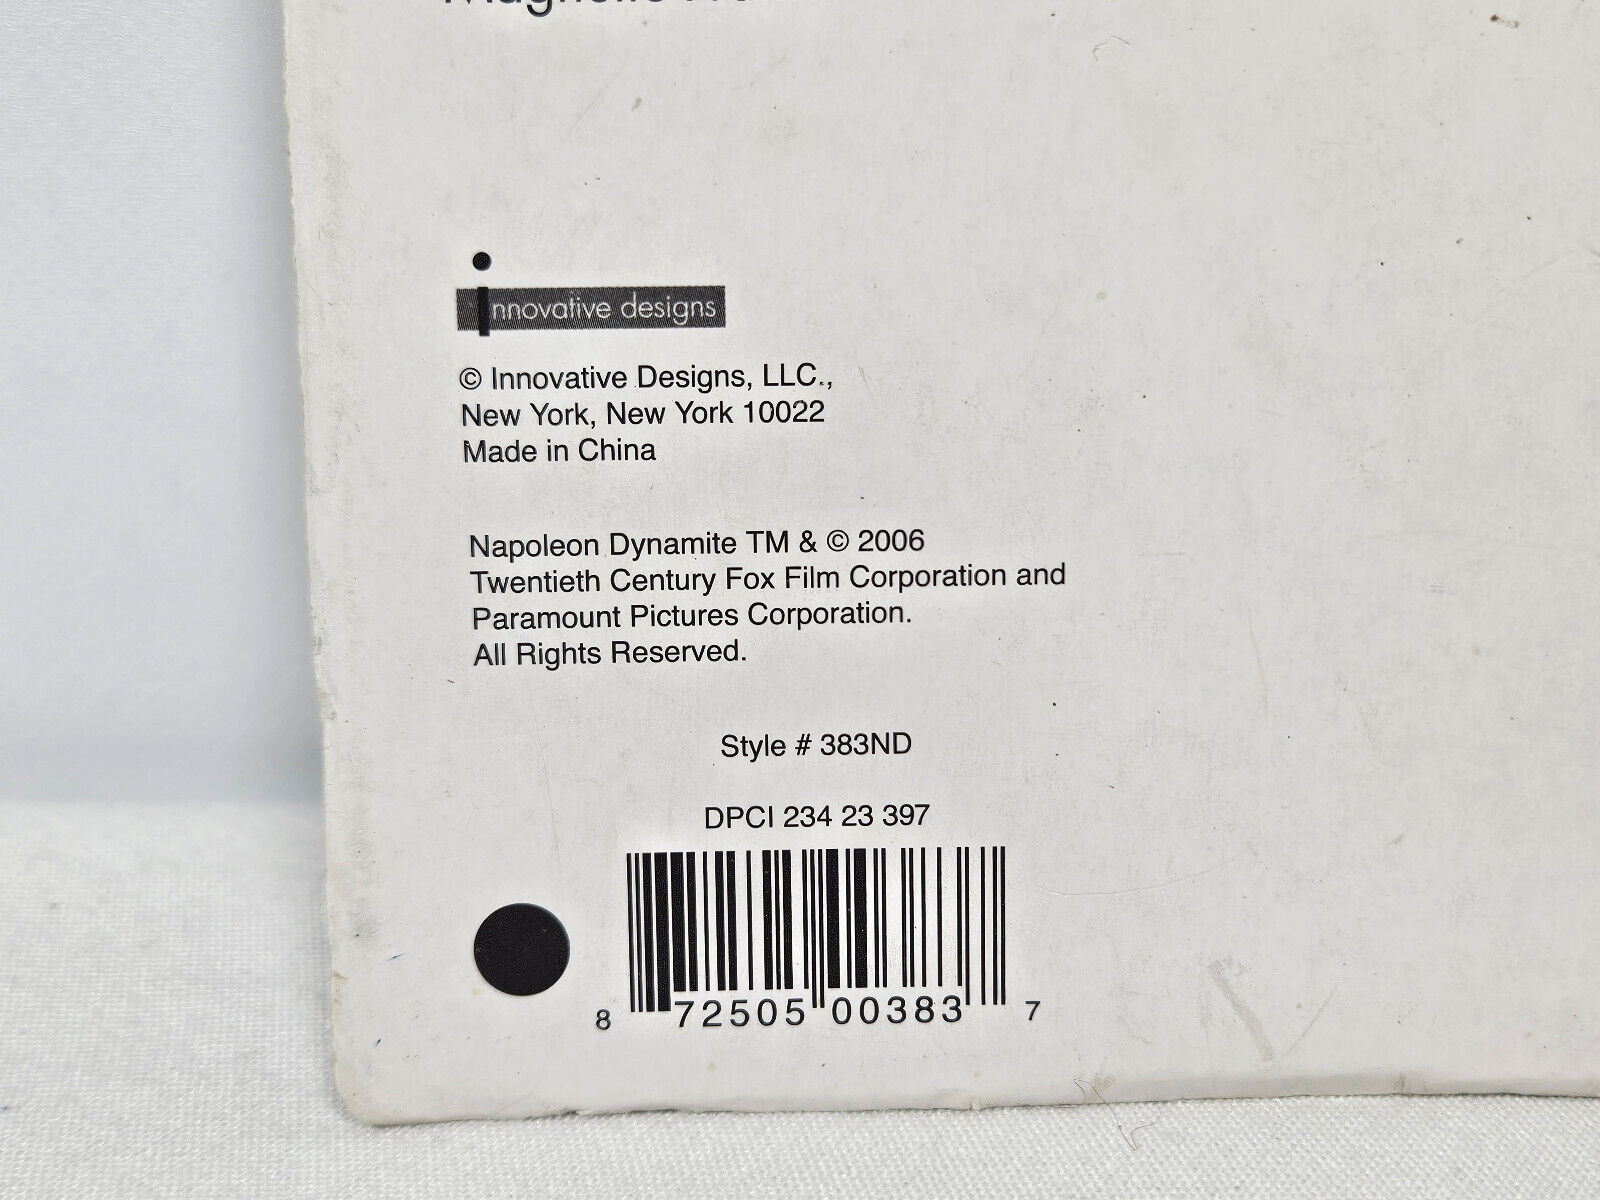 innovative designs
© Innovative Designs, LLC.,
New York, New York 10022
Made in China
Napoleon Dynamite TM & © 2006
Twentieth Century Fox Film Corporation and
Paramount Pictures Corporation.
All Rights Reserved.
Style # 383ND
DPCI 234 23 397
8 72505 00383 7